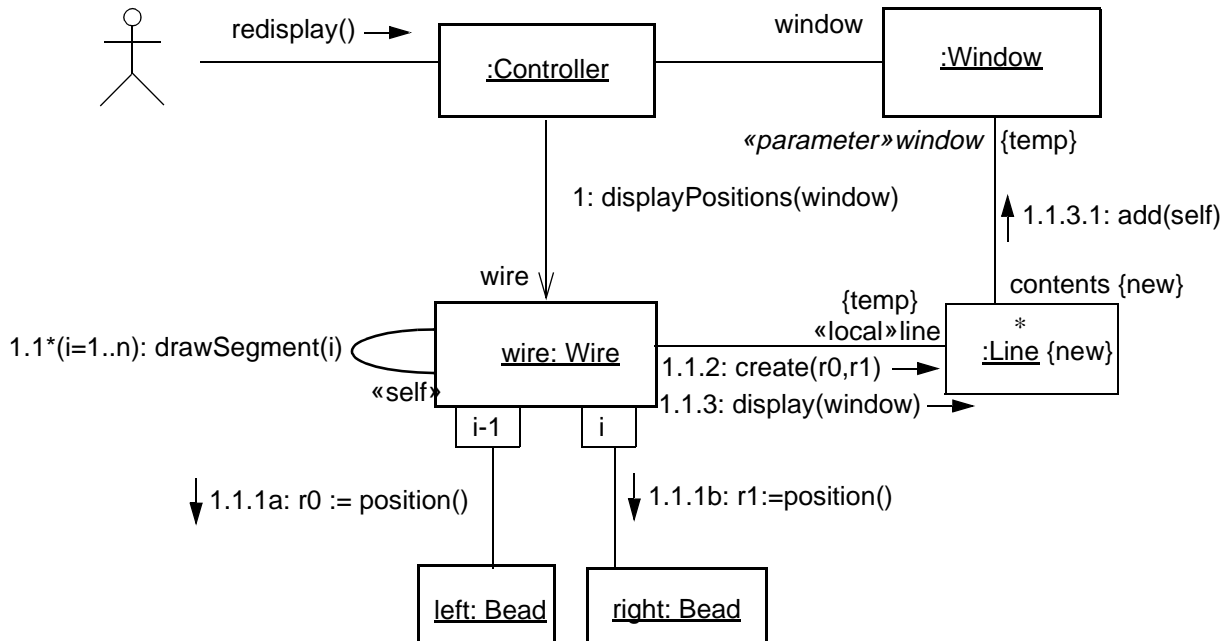 redisplay()
window
:Controller
:Window
«parameter»window {temp}
1: displayPositions(window)
1.1.3.1: add(self)
wire
contents {new}
{temp}
«local»line
*
1.1*(i=1..n): drawSegment(i)
wire: Wire
:Line {new}
1.1.2: create(r0,r1)
«self»
1.1.3: display(window)
i-1
i
1.1.1a: r0 := position()
1.1.1b: r1:=position()
left: Bead
right: Bead